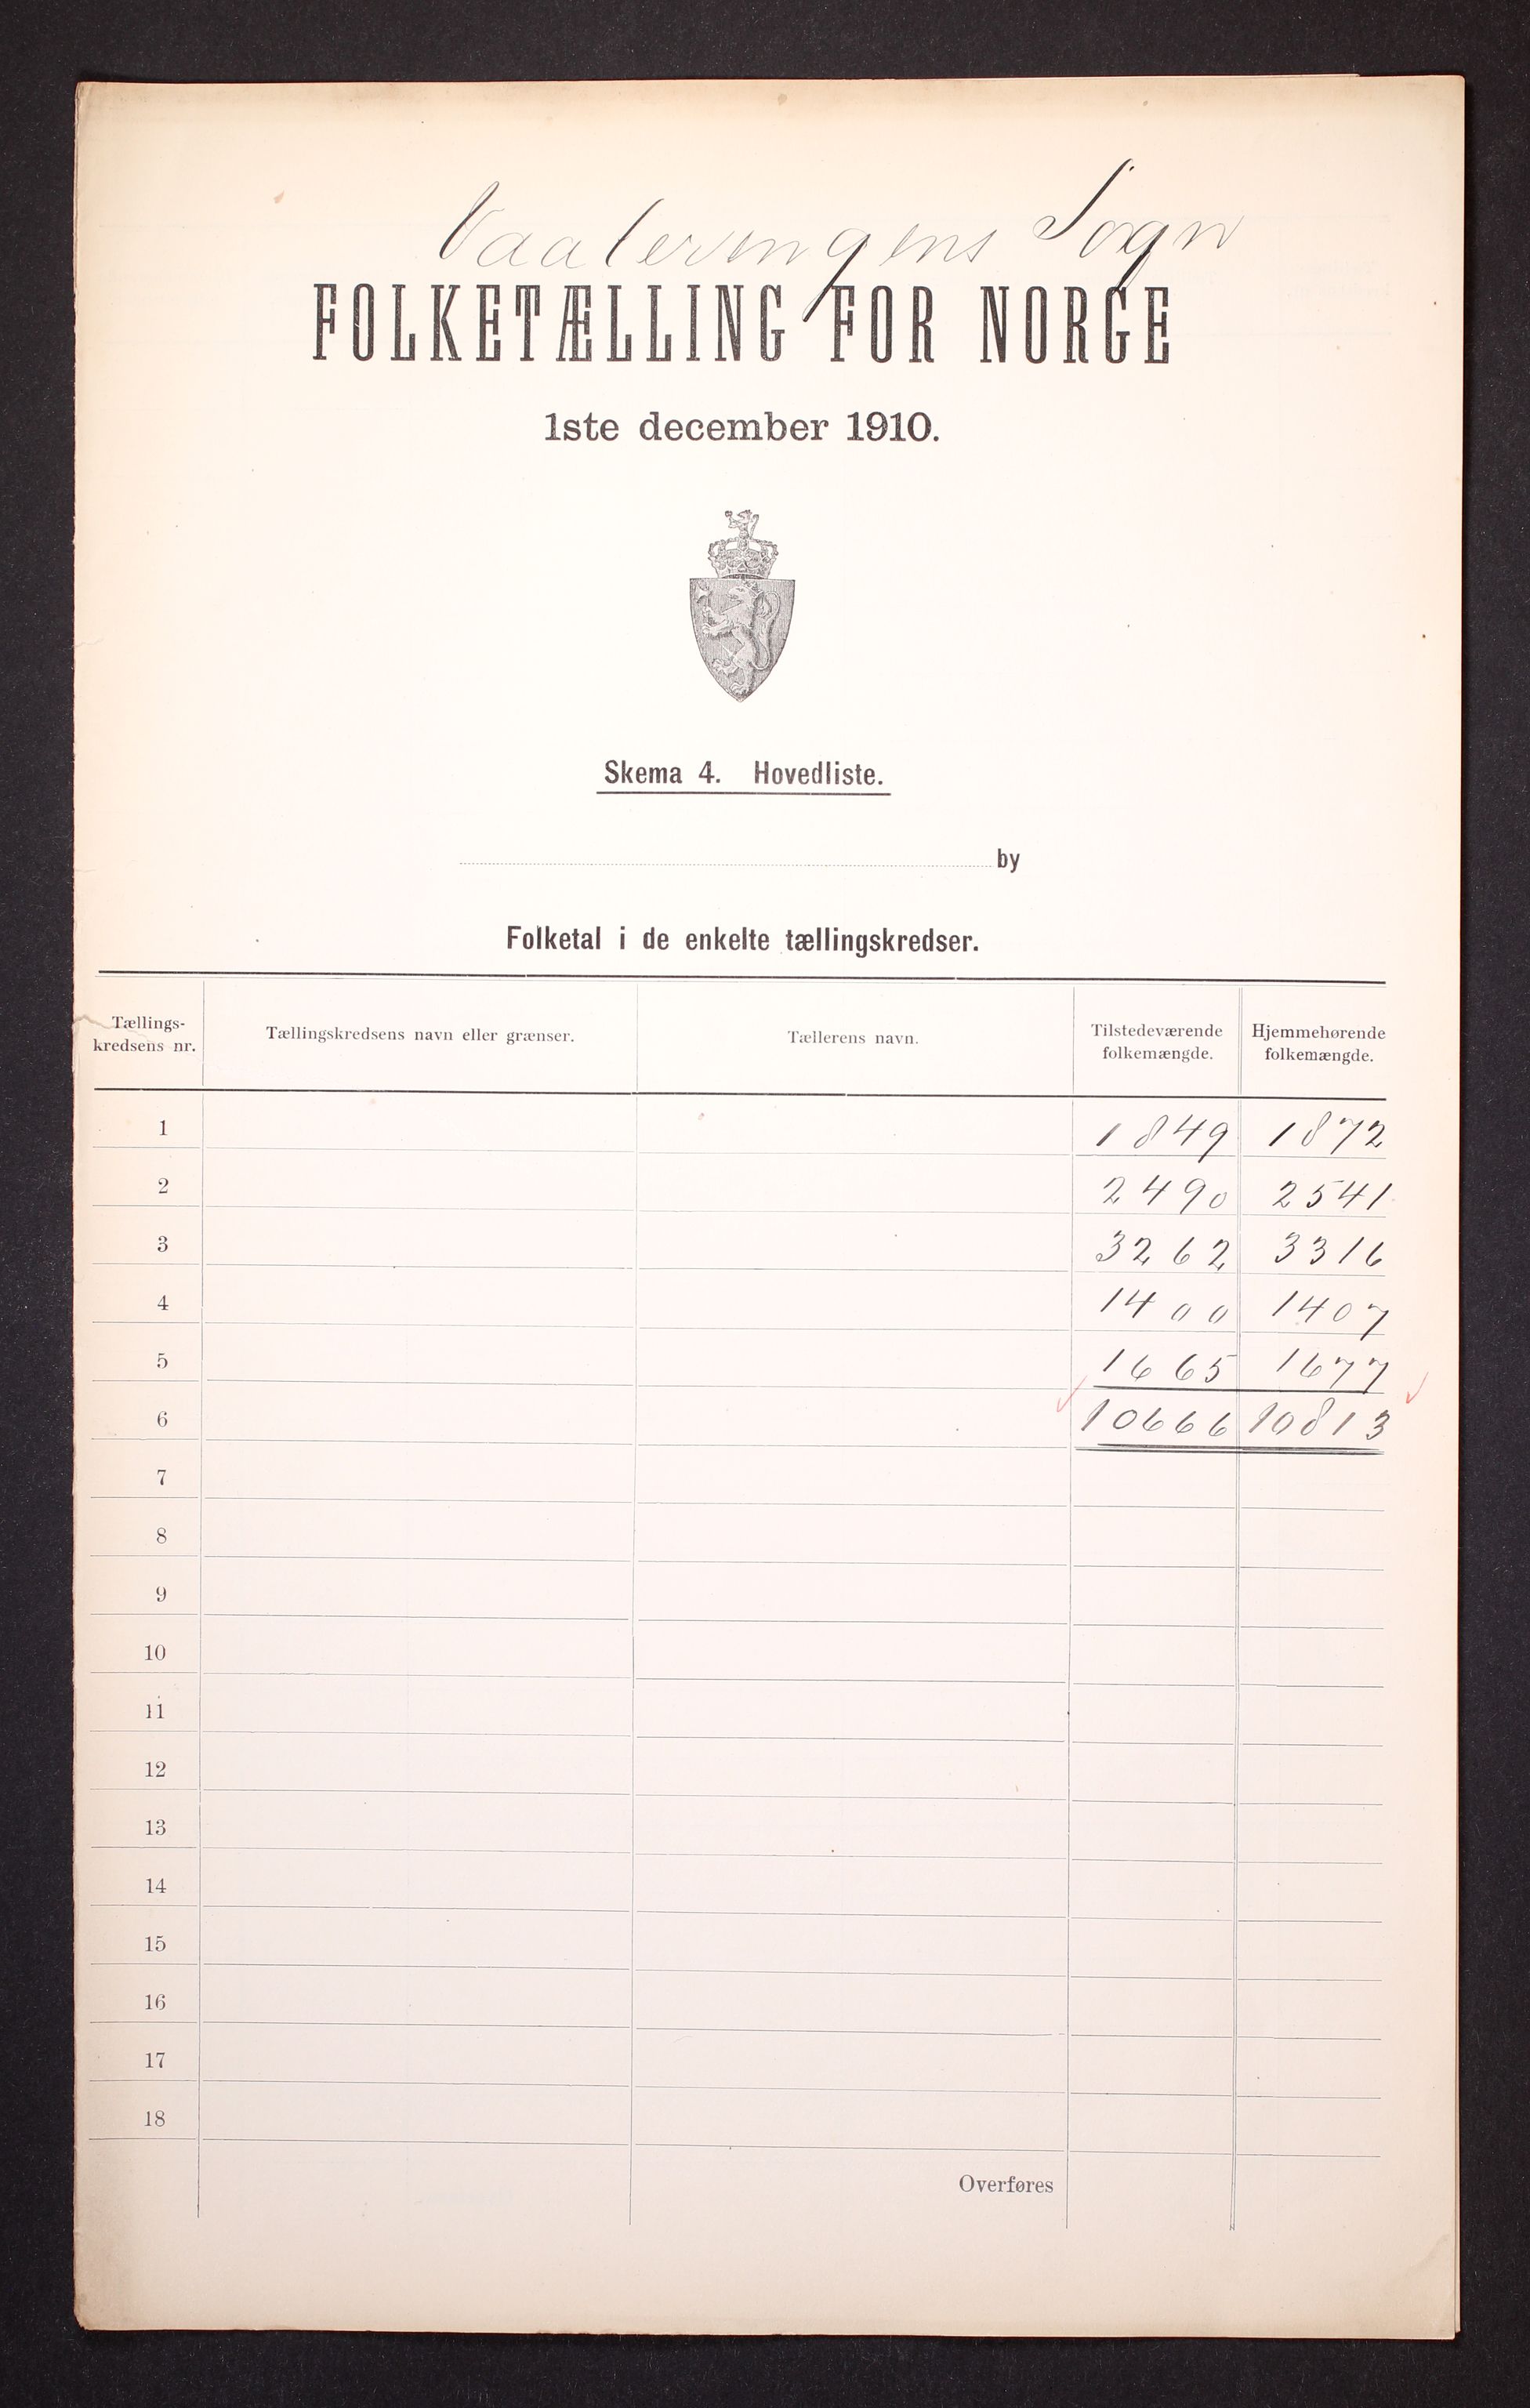 Vaalerengens Sogn
FOLKETÆLLING FOR NORGE
1ste december 1910.
Skema 4. Hovedliste.
by
Folketal i de enkelte tællingskredser.
Tællings-
kredsens nr.
Tællingskredsens navn eller grænser.
Tællerens navn.
Tilstedeværende
folkemængde.
Hjemmehørende
folkemængde.
1 1849 1872
2 2490 2541
3 3262 3316
4 1400 1407
5 1665 1677
6 10666 10813
7
8
9
10
11
12
13
14
15
16
17
18
Overføres